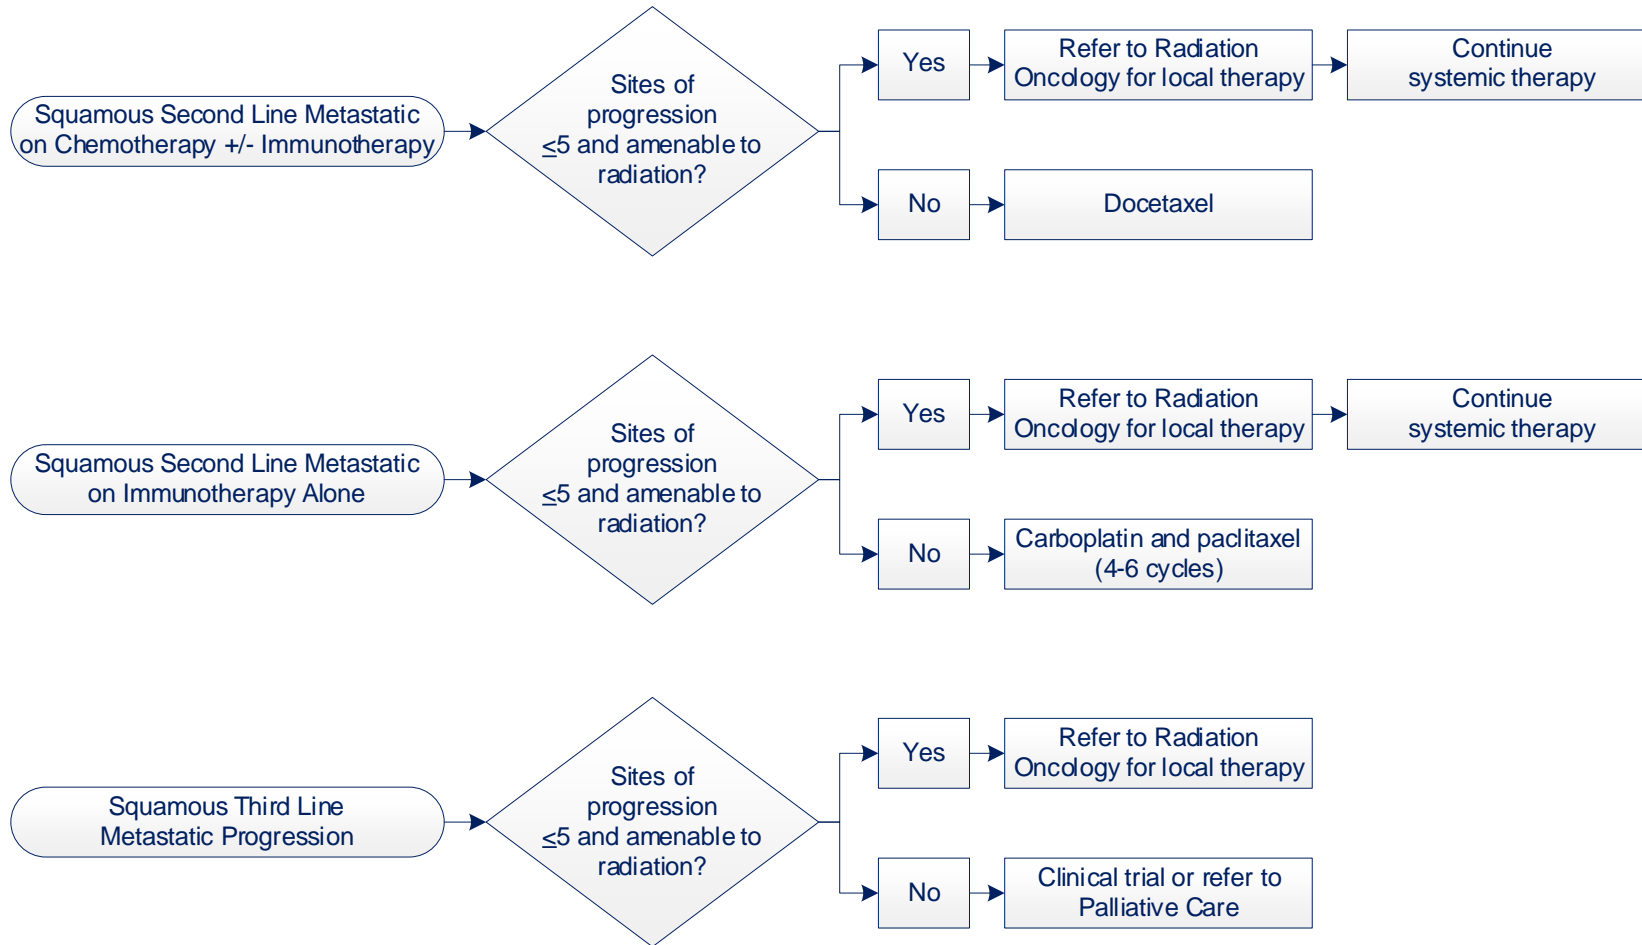 Squamous Second Line Metastatic
on Chemotherapy +/- Immunotherapy
Sites of
progression
≤5 and amenable to
radiation?
Yes
Refer to Radiation
Oncology for local therapy
Continue
systemic therapy
No
Docetaxel
Squamous Second Line Metastatic
on Immunotherapy Alone
Sites of
progression
≤5 and amenable to
radiation?
Yes
Refer to Radiation
Oncology for local therapy
Continue
systemic therapy
No
Carboplatin and paclitaxel
(4-6 cycles)
Squamous Third Line
Metastatic Progression
Sites of
progression
≤5 and amenable to
radiation?
Yes
Refer to Radiation
Oncology for local therapy
No
Clinical trial or refer to
Palliative Care